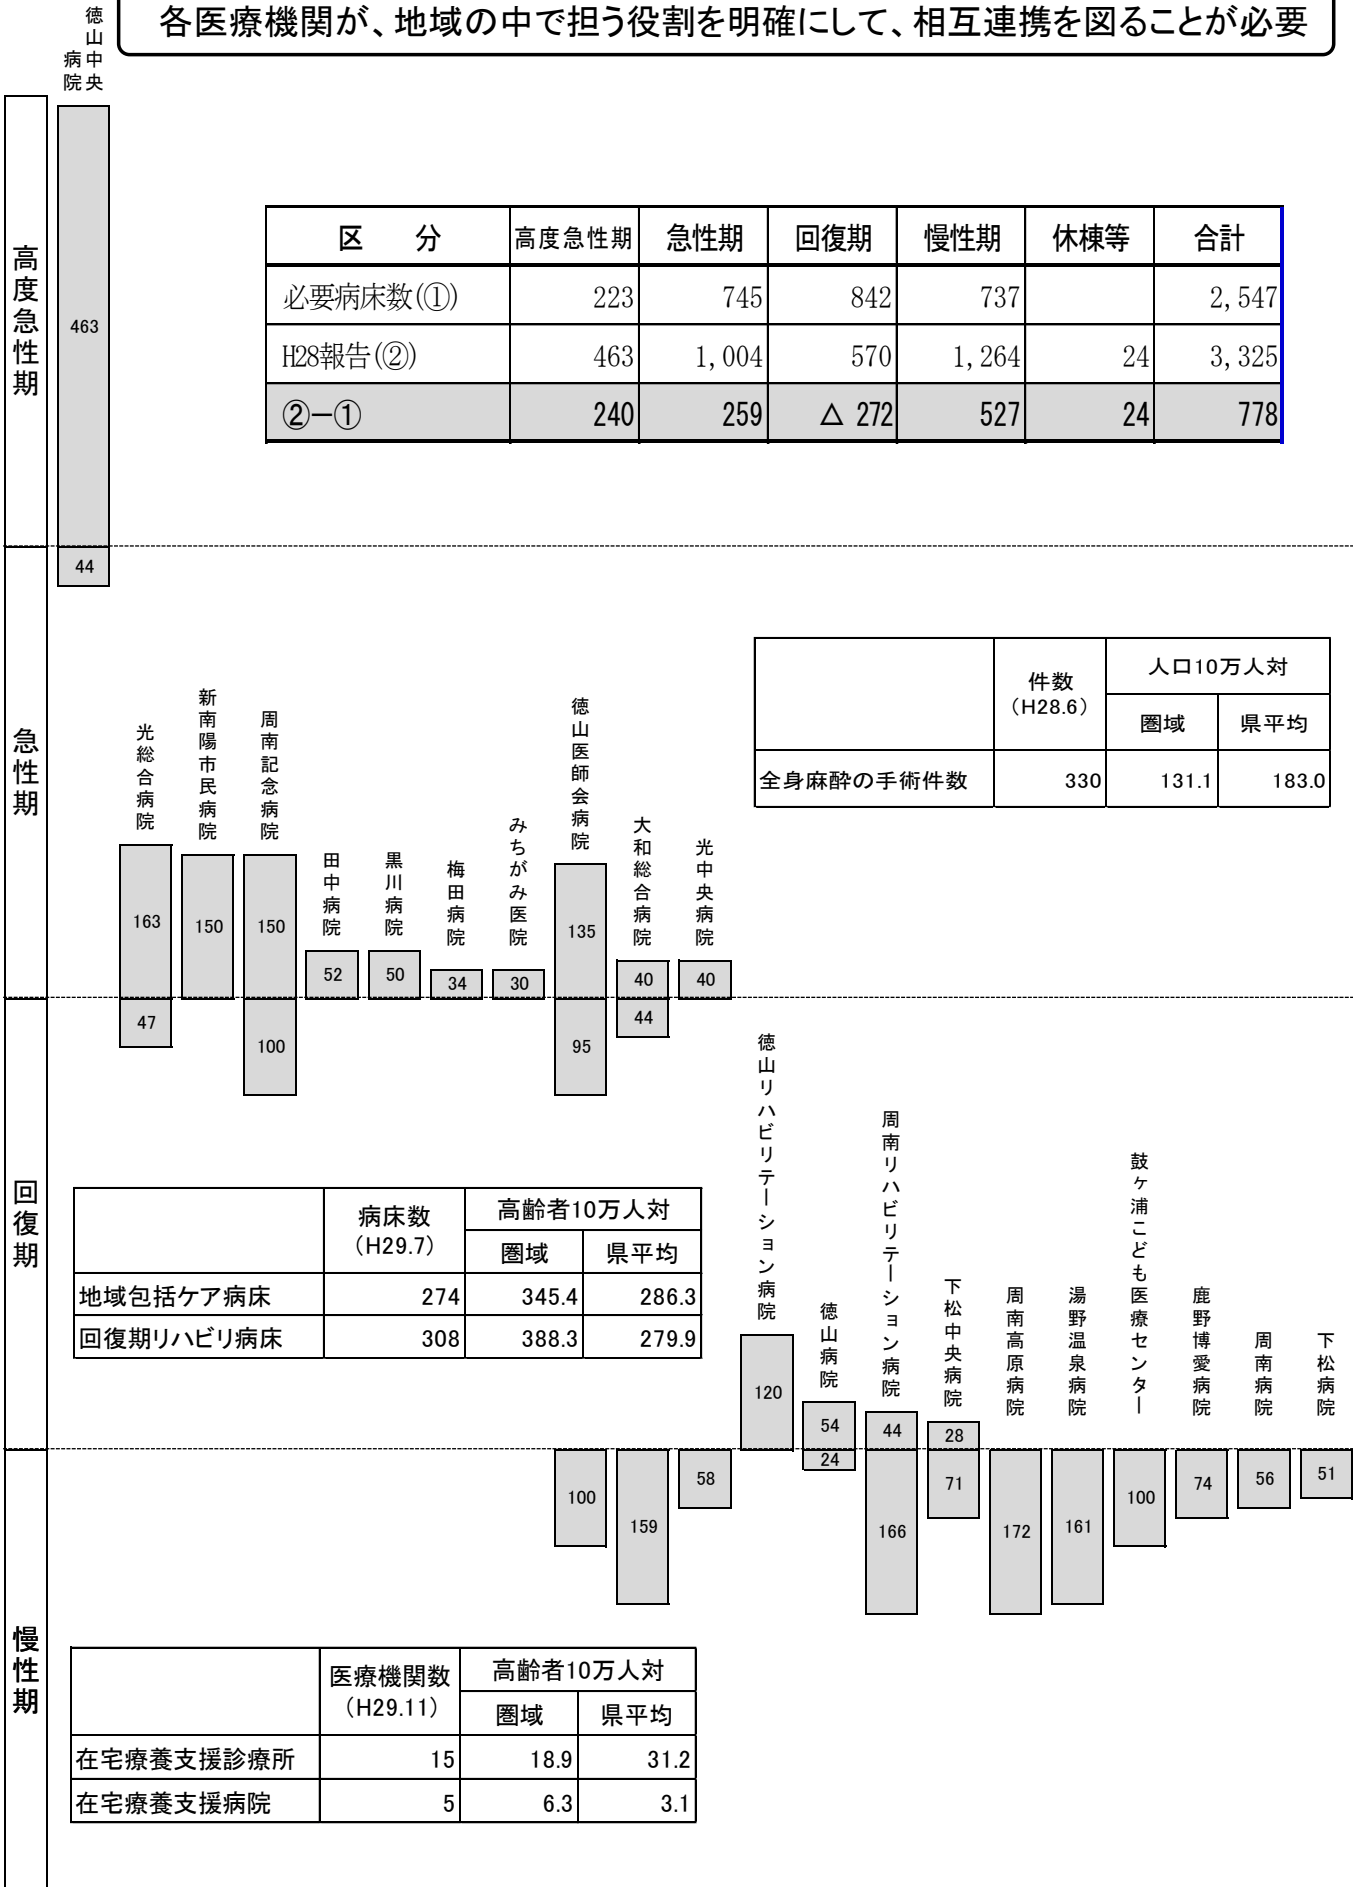 各医療機関が、地域の中で担う役割を明確にして、相互連携を図ることが必要
徳山中央病院
高度急性期
463
区　分 高度急性期 急性期 回復期 慢性期 休棟等 合計
必要病床数(①) 223 745 842 737 2,547
H28報告(②) 463 1,004 570 1,264 24 3,325
②－① 240 259 △ 272 527 24 778
44
急性期
件数（H28.6） 人口10万人対
圏域 県平均
全身麻酔の手術件数 330 131.1 183.0
光総合病院
新南陽市民病院
周南記念病院
田中病院
黒川病院
梅田病院
みちがみ医院
徳山医師会病院
大和総合病院
光中央病院
163 150 150 52 50 34 30 135 40 40
47 100 95 44
回復期
病床数（H29.7） 高齢者10万人対
圏域 県平均
地域包括ケア病床 274 345.4 286.3
回復期リハビリ病床 308 388.3 279.9
徳山リハビリテーション病院
徳山病院
周南リハビリテーション病院
下松中央病院
周南高原病院
湯野温泉病院
鼓ヶ浦こども医療センター
鹿野博愛病院
周南病院
下松病院
120 54 44 28
慢性期
100 159 58 24 166 71 172 161 100 74 56 51
医療機関数（H29.11） 高齢者10万人対
圏域 県平均
在宅療養支援診療所 15 18.9 31.2
在宅療養支援病院 5 6.3 3.1